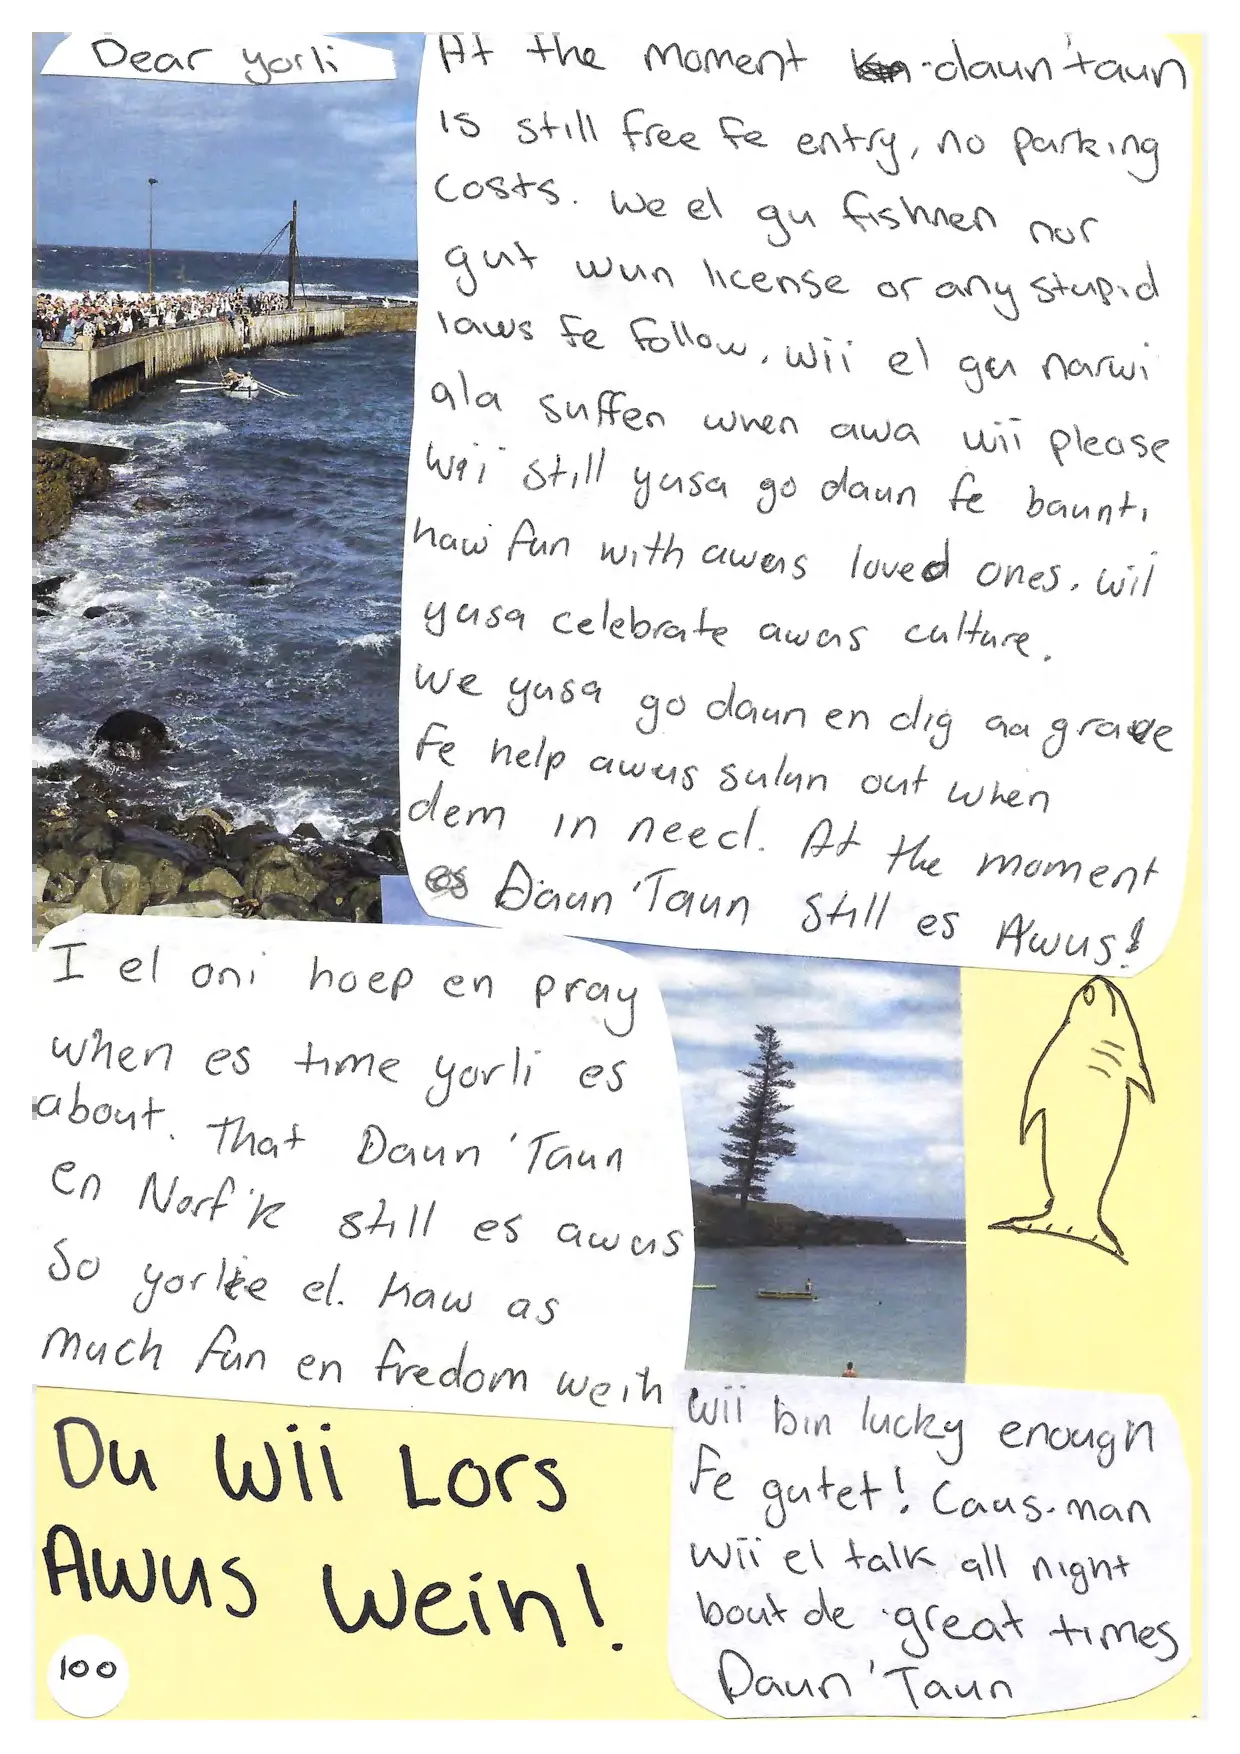 Dear yorli
At the moment daun'taun
is still free fe entry, no parking
costs. We el gu fishnen nor
gut wun license or any stupid
laws fe follow. Wii el gu narwi
ala suffen when awa wii please
Wii still yusa go daun fe baunti
haw fun with awas loved ones. Wil
yusa celebrate awas culture.
We yusa go daun en dig aa grave
fe help awus sulun out when
dem in need. At the moment
es Daun 'Taun still es Awus!
I el oni hoep en pray
when es time yorli es
about. That Daun 'Taun
en Norf'k still es awus
So yorlee el. Haw as
much fun en fredom weih
wii bin lucky enough
fe gutet! Caus-man
wii el talk all night
bout de great times
Daun 'Taun
Du Wii Lors
Awus Wein!
100